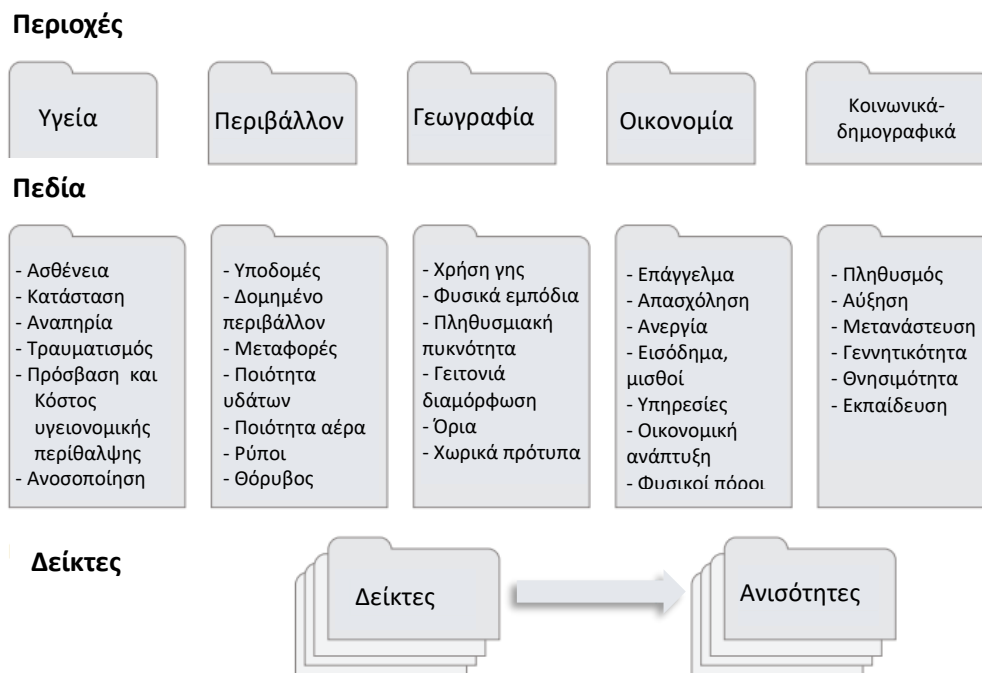 Περιοχές
Υγεία
Περιβάλλον
Γεωγραφία
Οικονομία
Κοινωνικά-
δημογραφικά
Πεδία
- Ασθένεια
- Κατάσταση
- Αναπηρία
- Τραυματισμός
- Πρόσβαση και
Κόστος
υγειονομικής
περίθαλψης
- Ανοσοποίηση
- Υποδομές
- Δομημένο
περιβάλλον
- Μεταφορές
- Ποιότητα
υδάτων
- Ποιότητα αέρα
- Ρύποι
- Θόρυβος
- Χρήση γης
- Φυσικά εμπόδια
- Πληθυσμιακή
πυκνότητα
- Γειτονιά
διαμόρφωση
- Όρια
- Χωρικά πρότυπα
- Επάγγελμα
- Απασχόληση
- Ανεργία
- Εισόδημα,
μισθοί
- Υπηρεσίες
- Οικονομική
ανάπτυξη
- Φυσικοί πόροι
- Πληθυσμός
- Αύξηση
- Μετανάστευση
- Γεννητικότητα
- Θνησιμότητα
- Εκπαίδευση
Δείκτες
Δείκτες
Ανισότητες